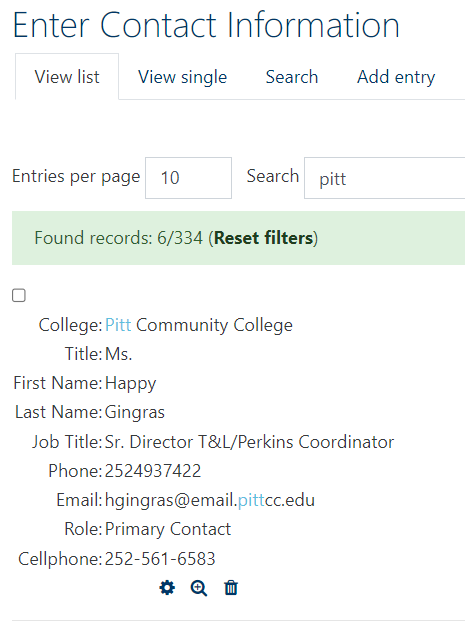 Enter Contact Information
View list View single Search Add entry
Entries per page 10 Search pitt
Found records: 6/334 (Reset filters)
College: Pitt Community College
Title: Ms.
First Name: Happy
Last Name: Gingras
Job Title: Sr. Director T&L/Perkins Coordinator
Phone: 2524937422
Email: hgingras@email.pittcc.edu
Role: Primary Contact
Cellphone: 252-561-6583